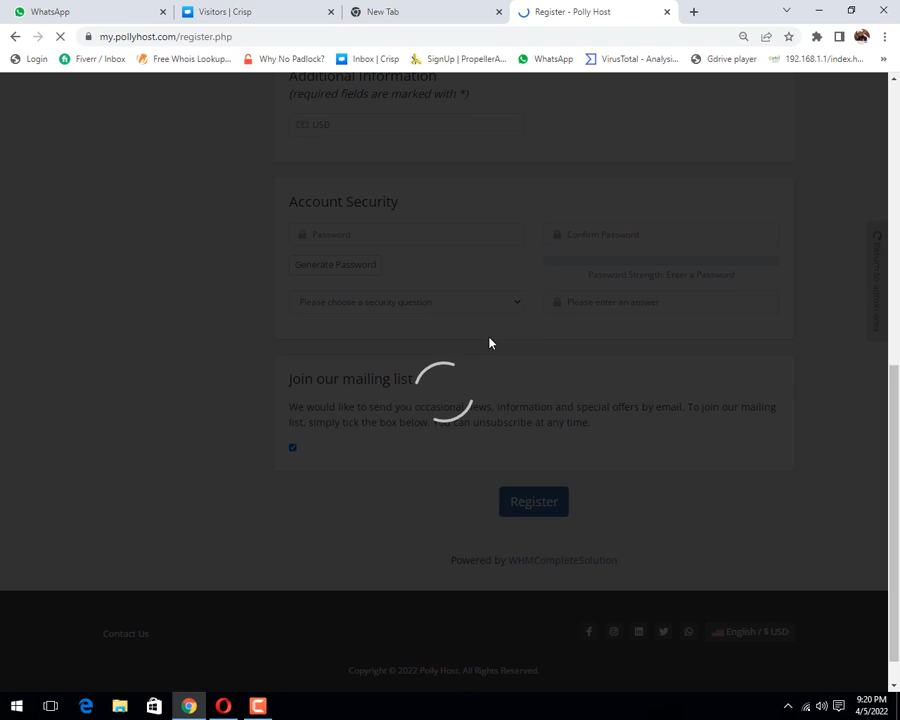 WhatsApp
Visitors | Crisp
New Tab
Register - Polly Host
my.pollyhost.com/register.php
Login
Fiverr / Inbox
Free Whois Lookup...
Why No Padlock?
Inbox | Crisp
SignUp | PropellerA...
WhatsApp
VirusTotal - Analysi...
Gdrive player
192.168.1.1/index.h...
»
Additional Information
(required fields are marked with *)
USD
Account Security
Password
Confirm Password
Generate Password
Password Strength: Enter a Password
Please choose a security question
Please enter an answer
Return to admin area
Join our mailing list
We would like to send you occasional news, information and special offers by email. To join our mailing
list, simply tick the box below. You can unsubscribe at any time.
Register
Powered by WHMCompleteSolution
Contact Us
English / $ USD
Copyright © 2022 Polly Host. All Rights Reserved.
9:20 PM
4/5/2022